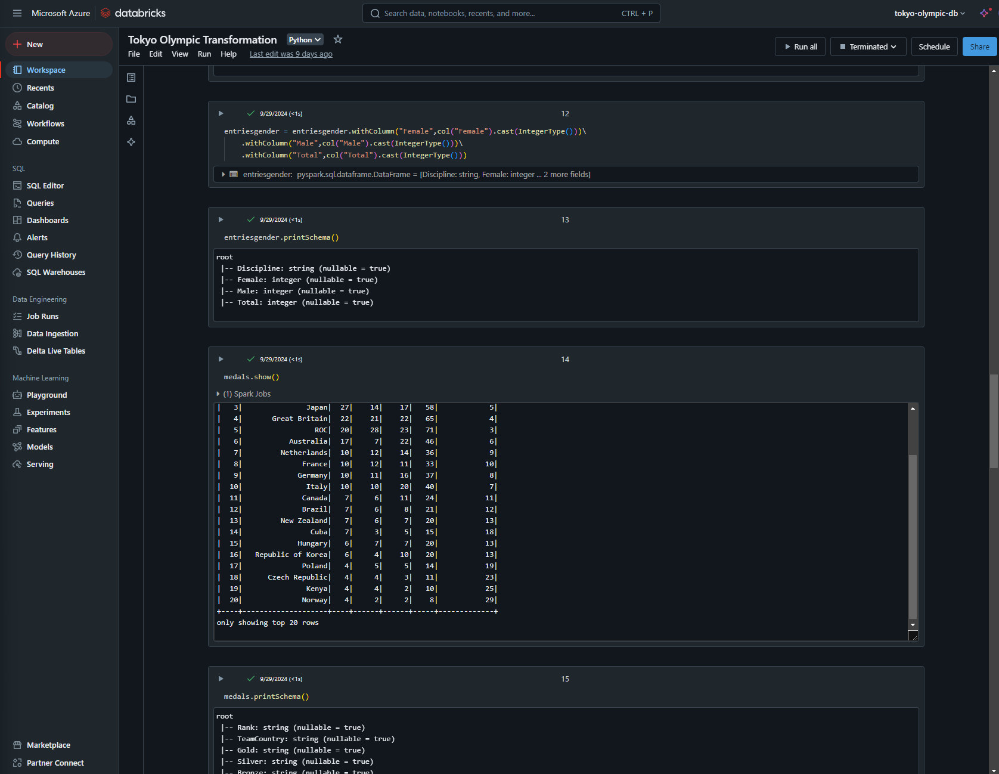 Microsoft Azure
databricks
Search data, notebooks, recents, and more...
CTRL + P
tokyo-olympic-db
New
Workspace
Recents
Catalog
Workflows
Compute
SQL
SQL Editor
Queries
Dashboards
Alerts
Query History
SQL Warehouses
Data Engineering
Job Runs
Data Ingestion
Delta Live Tables
Machine Learning
Playground
Experiments
Features
Models
Serving
Marketplace
Partner Connect
Tokyo Olympic Transformation
Python
File Edit View Run Help Last edit was 9 days ago
Run all
Terminated
Schedule
Share
9/29/2024 (<1s)
12
entriesgender = entriesgender.withColumn("Female",col("Female").cast(IntegerType()))\
.withColumn("Male",col("Male").cast(IntegerType()))\
.withColumn("Total",col("Total").cast(IntegerType()))
entriesgender: pyspark.sql.dataframe.DataFrame = [Discipline: string, Female: integer ... 2 more fields]
9/29/2024 (<1s)
13
entriesgender.printSchema()
root
|-- Discipline: string (nullable = true)
|-- Female: integer (nullable = true)
|-- Male: integer (nullable = true)
|-- Total: integer (nullable = true)
9/29/2024 (<1s)
14
medals.show()
(1) Spark Jobs
|   3|               Japan|  27|    14|    17|   58|            5|
|   4|       Great Britain|  22|    21|    22|   65|            4|
|   5|                 ROC|  20|    28|    23|   71|            3|
|   6|           Australia|  17|     7|    22|   46|            6|
|   7|         Netherlands|  10|    12|    14|   36|            9|
|   8|              France|  10|    12|    11|   33|           10|
|   9|             Germany|  10|    11|    16|   37|            8|
|  10|               Italy|  10|    10|    20|   40|            7|
|  11|              Canada|   7|     6|    11|   24|           11|
|  12|              Brazil|   7|     6|     8|   21|           12|
|  13|         New Zealand|   7|     6|     7|   20|           13|
|  14|                Cuba|   7|     3|     5|   15|           18|
|  15|             Hungary|   6|     7|     7|   20|           13|
|  16|   Republic of Korea|   6|     4|    10|   20|           13|
|  17|              Poland|   4|     5|     5|   14|           19|
|  18|      Czech Republic|   4|     4|     3|   11|           23|
|  19|               Kenya|   4|     4|     2|   10|           25|
|  20|              Norway|   4|     2|     2|    8|           29|
+----+--------------------+----+------+------+-----+-------------+
only showing top 20 rows
9/29/2024 (<1s)
15
medals.printSchema()
root
|-- Rank: string (nullable = true)
|-- TeamCountry: string (nullable = true)
|-- Gold: string (nullable = true)
|-- Silver: string (nullable = true)
|-- Bronze: string (nullable = true)